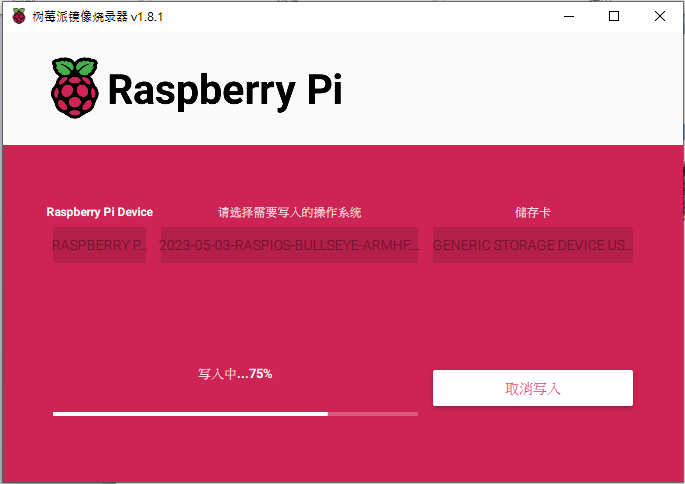 树莓派镜像烧录器 v1.8.1
Raspberry Pi
Raspberry Pi Device
请选择需要写入的操作系统
储存卡
RASPBERRY P...
2023-05-03-RASPIOS-BULLSEYE-ARMHF...
GENERIC STORAGE DEVICE US...
写入中...75%
取消写入